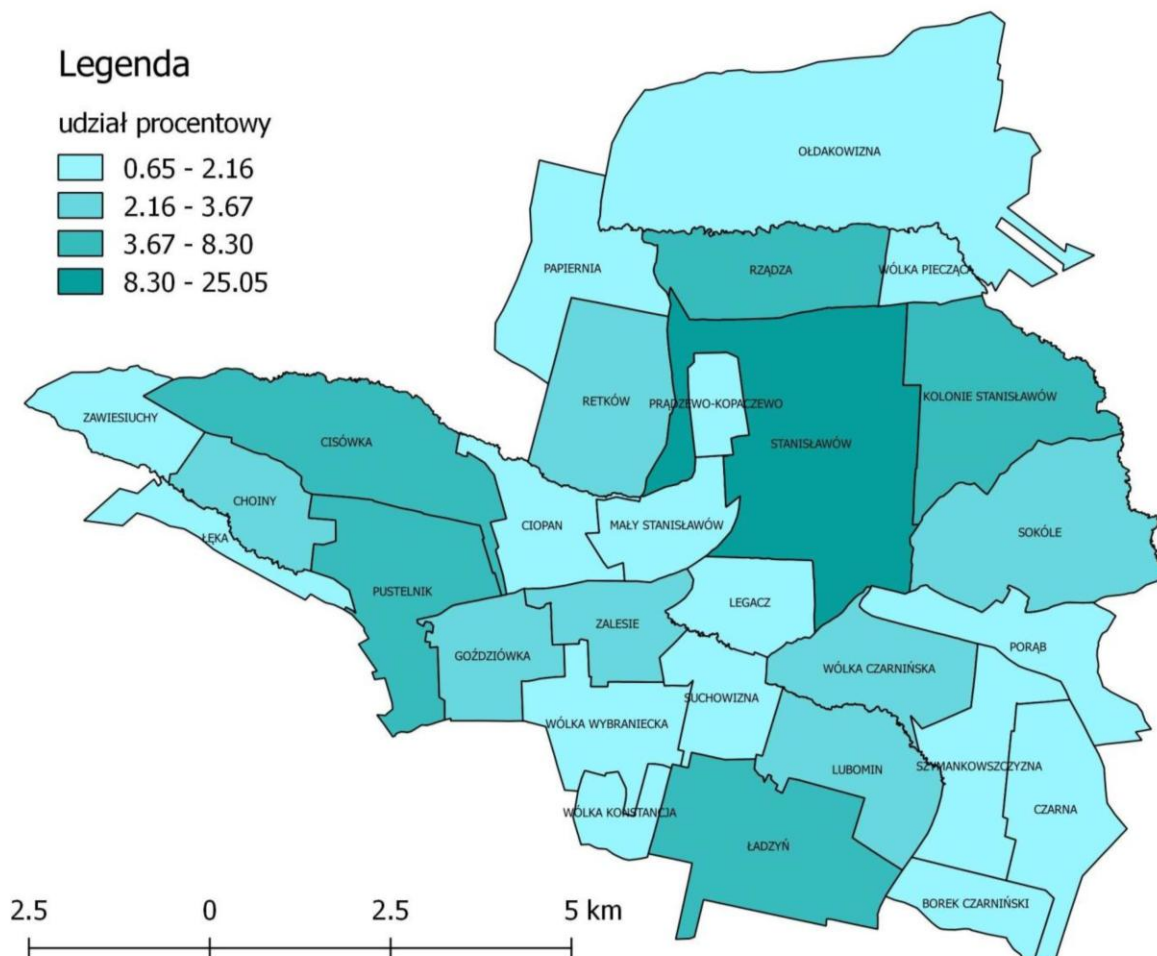 Legenda
udział procentowy
0.65 - 2.16
2.16 - 3.67
3.67 - 8.30
8.30 - 25.05
OŁDAKOWIZNA
PAPIERNIA
RZĄDZA
WÓLKA PIECZĄCA
RETKÓW
PRĄDZEWO-KOPACZEWO
KOLONIE STANISŁAWÓW
ZAWIESIUCHY
CISÓWKA
STANISŁAWÓW
CHOINY
CIOPAN
MAŁY STANISŁAWÓW
SOKÓLE
ŁĘKA
PUSTELNIK
LEGACZ
ZALESIE
GOŹDZIÓWKA
WÓLKA CZARNIŃSKA
PORĄB
SUCHOWIZNA
WÓLKA WYBRANIECKA
LUBOMIN
SZYMANKOWSZCZYZNA
WÓLKA KONSTANCJA
CZARNA
ŁADZYŃ
BOREK CZARNIŃSKI
2.5 0 2.5 5 km